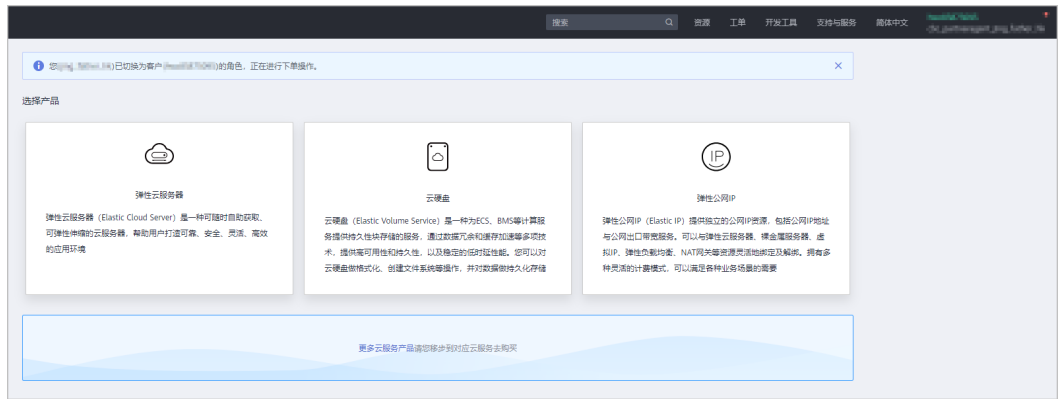 搜索 资源 工单 开发工具 支持与服务 简体中文
您 已切换为客户 的角色，正在进行下单操作。
选择产品
弹性云服务器
弹性云服务器（Elastic Cloud Server）是一种可随时自助获取、
可弹性伸缩的云服务器，帮助用户打造可靠、安全、灵活、高效
的应用环境
云硬盘
云硬盘（Elastic Volume Service）是一种为ECS、BMS等计算服
务提供持久性块存储的服务，通过数据冗余和缓存加速等多项技
术，提供高可用性和持久性，以及稳定的低时延性能。您可以对
云硬盘做格式化、创建文件系统等操作，并对数据做持久化存储
IP
弹性公网IP
弹性公网IP（Elastic IP）提供独立的公网IP资源，包括公网IP地址
与公网出口带宽服务。可以与弹性云服务器、裸金属服务器、虚
拟IP、弹性负载均衡、NAT网关等资源灵活地绑定及解绑。拥有多
种灵活的计费模式，可以满足各种业务场景的需要
更多云服务产品请您移步到对应云服务去购买